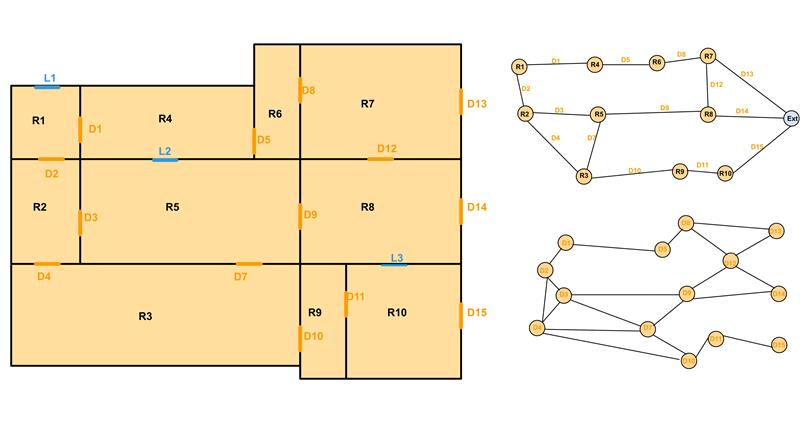 L1
R1
D1
R4
R6
D8
R7
D13
D5
L2
D12
D2
R2
D3
R5
D9
R8
D14
D4
D7
L3
R3
R9
D11
R10
D15
D10
R1
D1
R4
D5
R6
D8
R7
D13
D2
D12
R2
D3
R5
D9
R8
D14
Ext
D4
D7
D15
R3
D10
R9
D11
R10
D8
D13
D1
D5
D12
D2
D3
D9
D14
D4
D7
D11
D15
D10